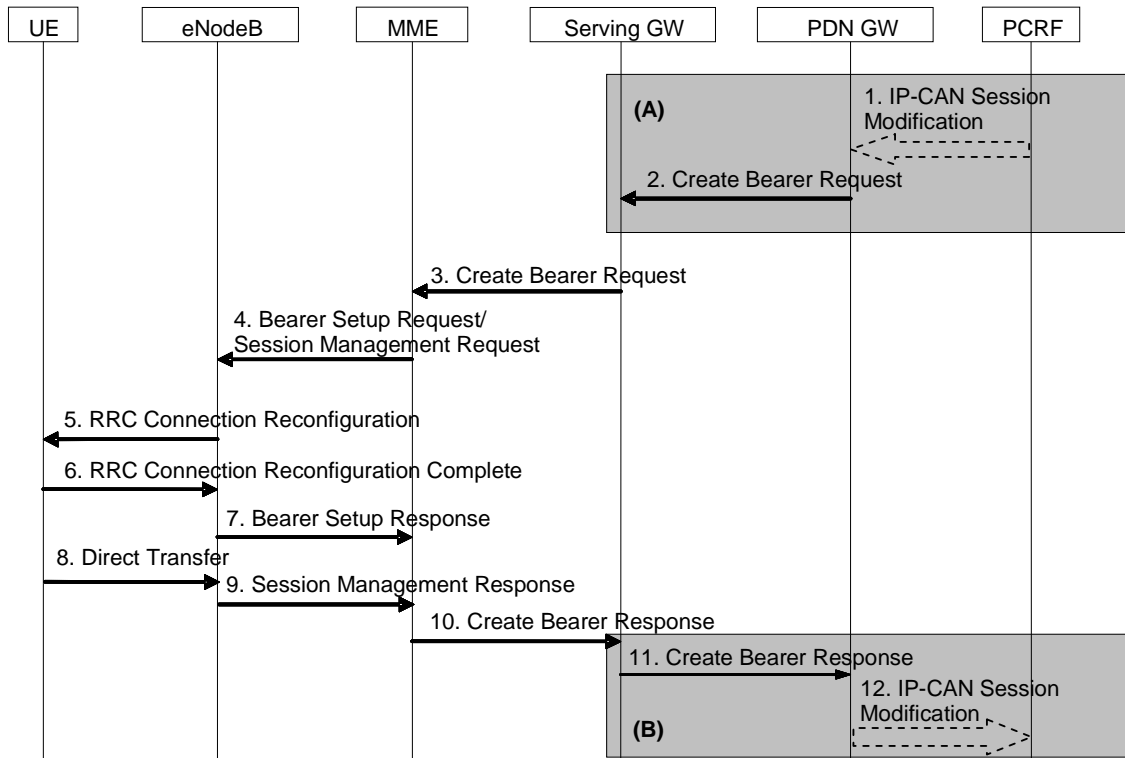 UE
eNodeB
MME
Serving GW
PDN GW
PCRF
(A)
1. IP-CAN Session
Modification
2. Create Bearer Request
3. Create Bearer Request
4. Bearer Setup Request/
Session Management Request
5. RRC Connection Reconfiguration
6. RRC Connection Reconfiguration Complete
7. Bearer Setup Response
8. Direct Transfer
9. Session Management Response
10. Create Bearer Response
11. Create Bearer Response
12. IP-CAN Session
Modification
(B)